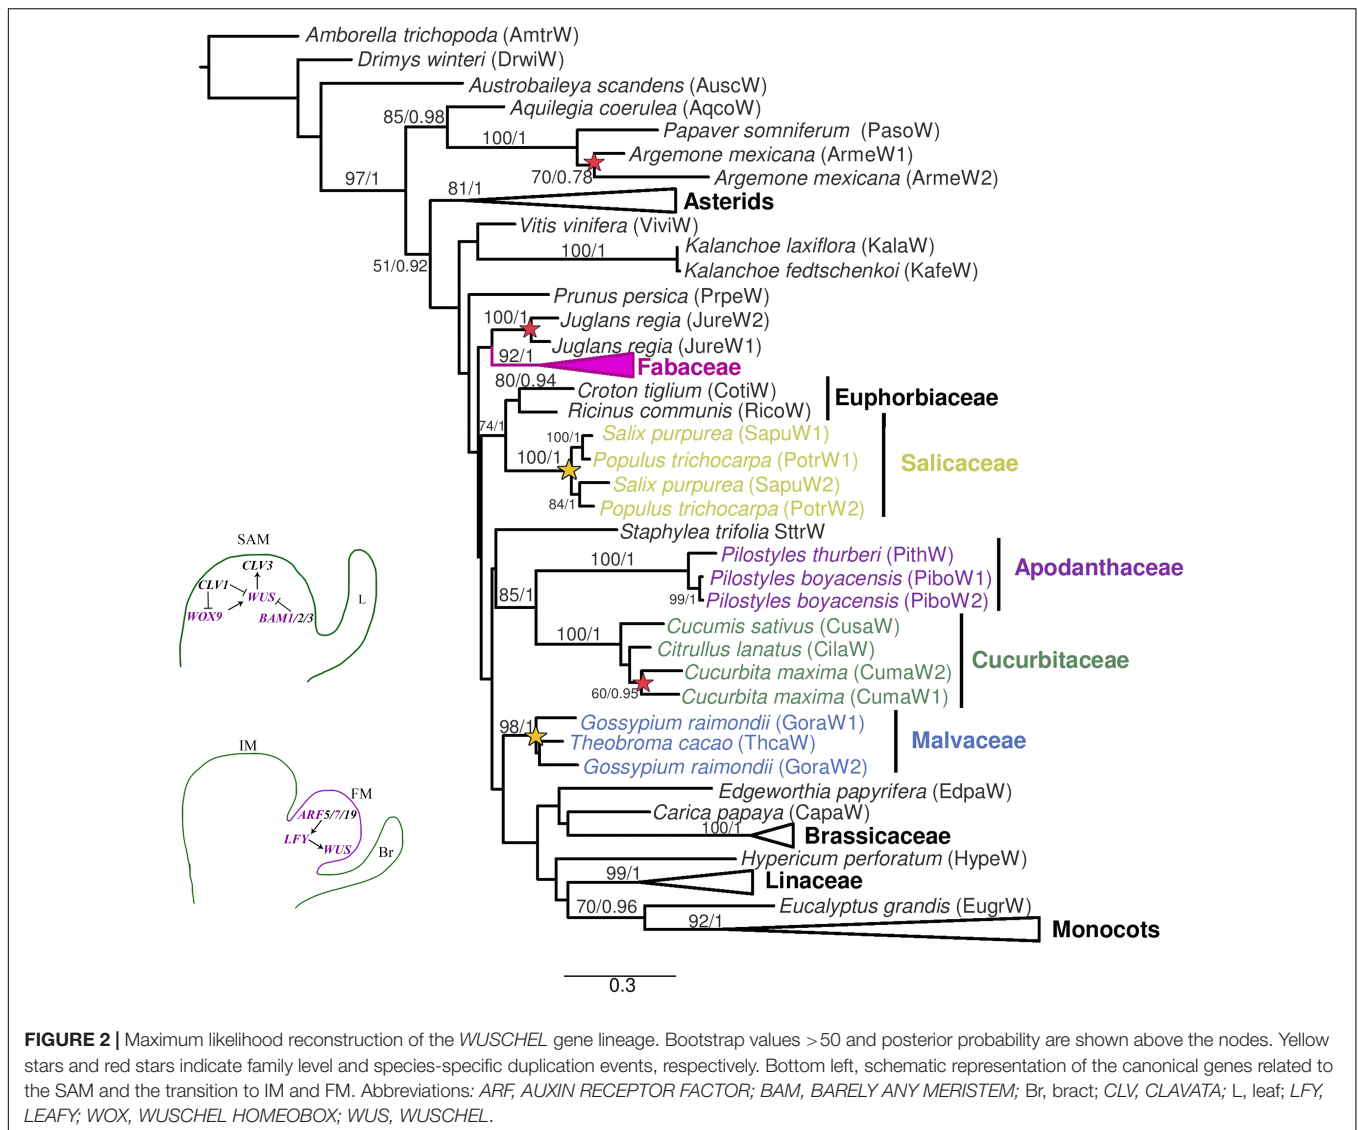 Amborella trichopoda (AmtrW)
Drimys winteri (DrwiW)
Austrobaileya scandens (AuscW)
Aquilegia coerulea (AqcoW)
85/0.98
Papaver somniferum (PasoW)
100/1
Argemone mexicana (ArmeW1)
70/0.78
Argemone mexicana (ArmeW2)
97/1
81/1
Asterids
Vitis vinifera (ViviW)
Kalanchoe laxiflora (KalaW)
100/1
51/0.92
Kalanchoe fedtschenkoi (KafeW)
Prunus persica (PrpeW)
100/1
Juglans regia (JureW2)
Juglans regia (JureW1)
92/1
Fabaceae
80/0.94
Croton tiglium (CotiW)
Ricinus communis (RicoW)
Euphorbiaceae
74/1
100/1
Salix purpurea (SapuW1)
100/1
Populus trichocarpa (PotrW1)
Salicaceae
Salix purpurea (SapuW2)
84/1
Populus trichocarpa (PotrW2)
Staphylea trifolia SttrW
100/1
Pilostyles thurberi (PithW)
Pilostyles boyacensis (PiboW1)
Apodanthaceae
99/1
Pilostyles boyacensis (PiboW2)
85/1
100/1
Cucumis sativus (CusaW)
Citrullus lanatus (CilaW)
Cucurbitaceae
Cucurbita maxima (CumaW2)
60/0.95
Cucurbita maxima (CumaW1)
98/1
Gossypium raimondii (GoraW1)
Theobroma cacao (ThcaW)
Malvaceae
Gossypium raimondii (GoraW2)
Edgeworthia papyrifera (EdpaW)
Carica papaya (CapaW)
100/1
Brassicaceae
Hypericum perforatum (HypeW)
99/1
Linaceae
70/0.96
Eucalyptus grandis (EugrW)
92/1
Monocots
0.3
SAM
CLV3
CLV1
WUS
L
WOX9
BAM1/2/3
IM
FM
ARF5/7/19
LFY
WUS
Br
FIGURE 2 | Maximum likelihood reconstruction of the WUSCHEL gene lineage. Bootstrap values >50 and posterior probability are shown above the nodes. Yellow
stars and red stars indicate family level and species-specific duplication events, respectively. Bottom left, schematic representation of the canonical genes related to
the SAM and the transition to IM and FM. Abbreviations: ARF, AUXIN RECEPTOR FACTOR; BAM, BARELY ANY MERISTEM; Br, bract; CLV, CLAVATA; L, leaf; LFY,
LEAFY; WOX, WUSCHEL HOMEOBOX; WUS, WUSCHEL.